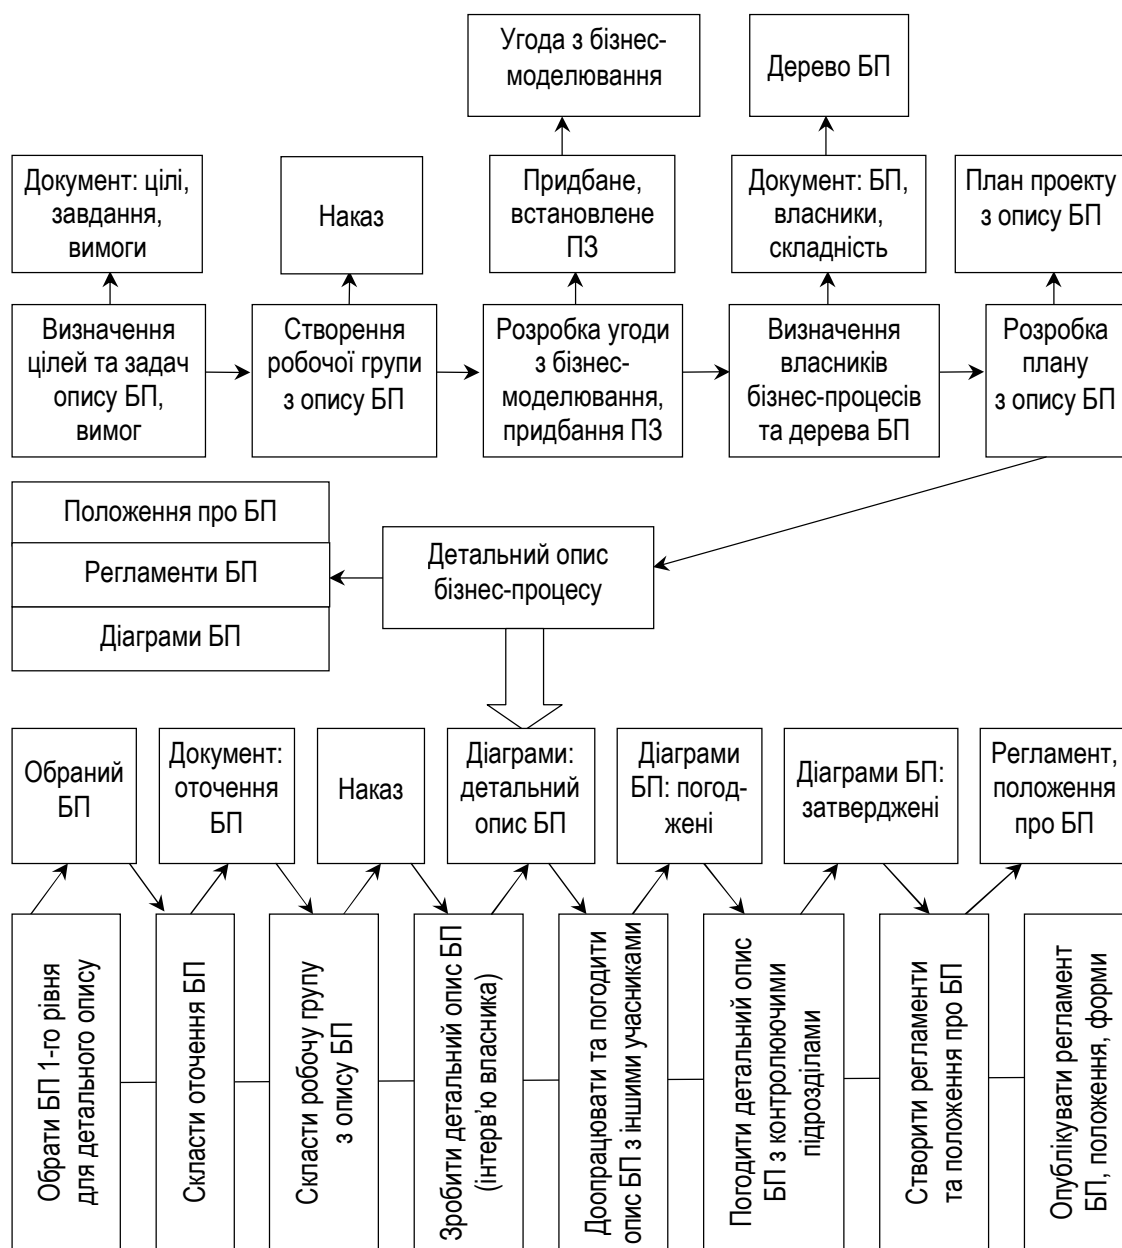 Угода з бізнес-
моделювання
Дерево БП
Документ: цілі,
завдання,
вимоги
Наказ
Придбане,
встановлене
ПЗ
Документ: БП,
власники,
складність
План проекту
з опису БП
Визначення
цілей та задач
опису БП,
вимог
Створення
робочої групи
з опису БП
Розробка угоди
з бізнес-
моделювання,
придбання ПЗ
Визначення
власників
бізнес-процесів
та дерева БП
Розробка
плану
з опису БП
Положення про БП
Регламенти БП
Діаграми БП
Детальний опис
бізнес-процесу
Обраний
БП
Документ:
оточення
БП
Наказ
Діаграми:
детальний
опис БП
Діаграми
БП: погод-
жені
Діаграми БП:
затверджені
Регламент,
положення
про БП
Обрати БП 1-го рівня
для детального опису
Скласти оточення БП
Скласти робочу групу
з опису БП
Зробити детальний опис БП
(інтерв’ю власника)
Доопрацювати та погодити
опис БП з іншими учасниками
Погодити детальний опис
БП з контролюючими
підрозділами
Створити регламенти
та положення про БП
Опублікувати регламент
БП, положення, форми